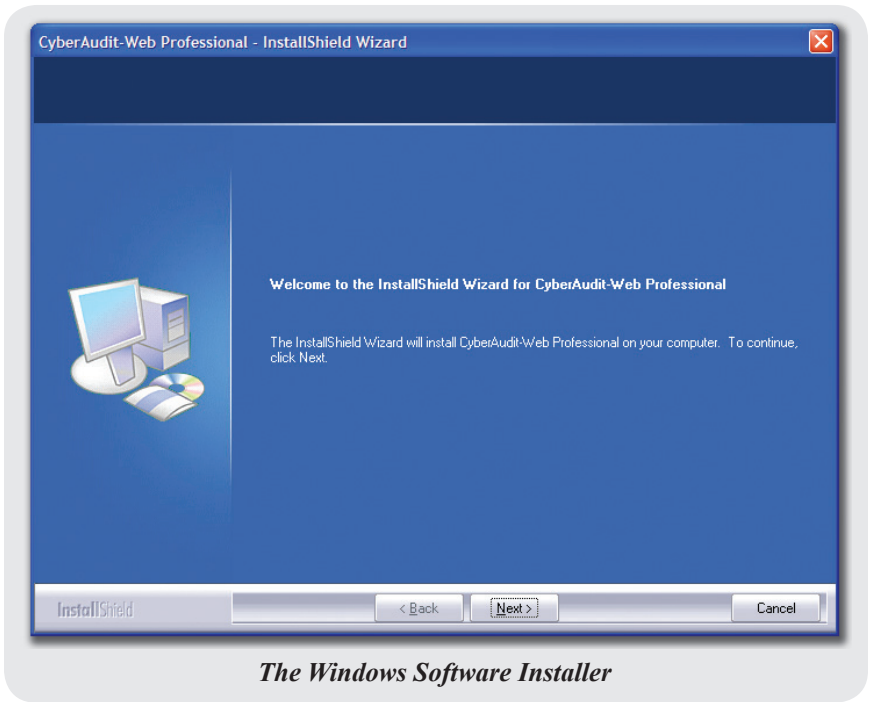 CyberAudit-Web Professional - InstallShield Wizard
Welcome to the InstallShield Wizard for CyberAudit-Web Professional
The InstallShield Wizard will install CyberAudit-Web Professional on your computer. To continue,
click Next.
InstallShield
< Back
Next >
Cancel
The Windows Software Installer